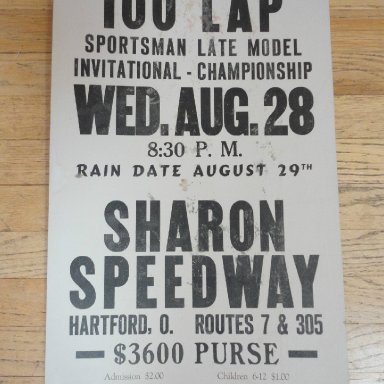 100 LAP
SPORTSMAN LATE MODEL
INVITATIONAL - CHAMPIONSHIP
WED. AUG. 28
8:30 P. M.
RAIN DATE AUGUST 29TH
SHARON
SPEEDWAY
HARTFORD, O. ROUTES 7 & 305
— $3600 PURSE —
Admission $2.00 Children 6-12 $1.00